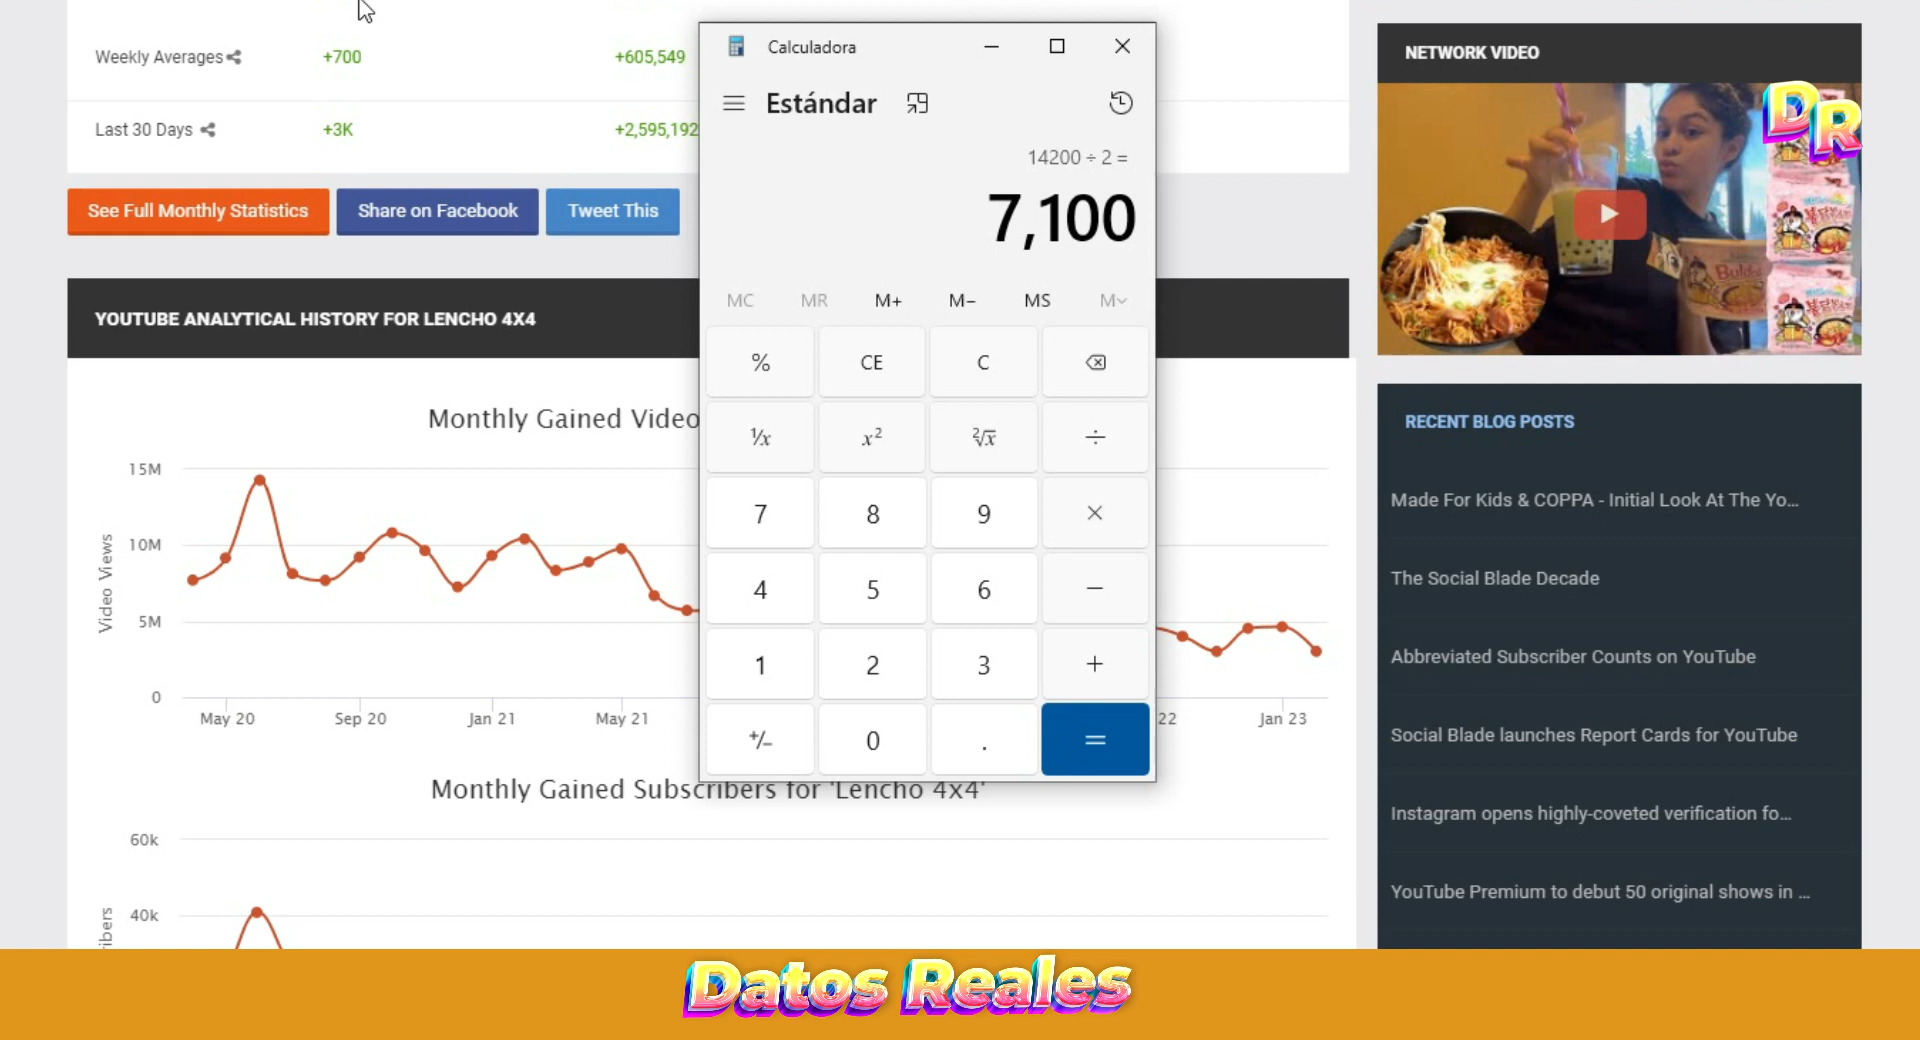 Weekly Averages +700 +605,549
Last 30 Days +3K +2,595,192
See Full Monthly Statistics
Share on Facebook
Tweet This
YOUTUBE ANALYTICAL HISTORY FOR LENCHO 4X4
Monthly Gained Video
Video Views
15M
10M
5M
0
May 20 Sep 20 Jan 21 May 21 22 Jan 23
Monthly Gained Subscribers for 'Lencho 4x4'
60k
40k
ibers
Calculadora
Estándar
14200 ÷ 2 =
7,100
MC MR M+ M− MS M
% CE C
¹/x x² ²√x ÷
7 8 9 ×
4 5 6 −
1 2 3 +
+/− 0 . =
NETWORK VIDEO
DR
Buld
RECENT BLOG POSTS
Made For Kids & COPPA - Initial Look At The Yo...
The Social Blade Decade
Abbreviated Subscriber Counts on YouTube
Social Blade launches Report Cards for YouTube
Instagram opens highly-coveted verification fo...
YouTube Premium to debut 50 original shows in ...
Datos Reales